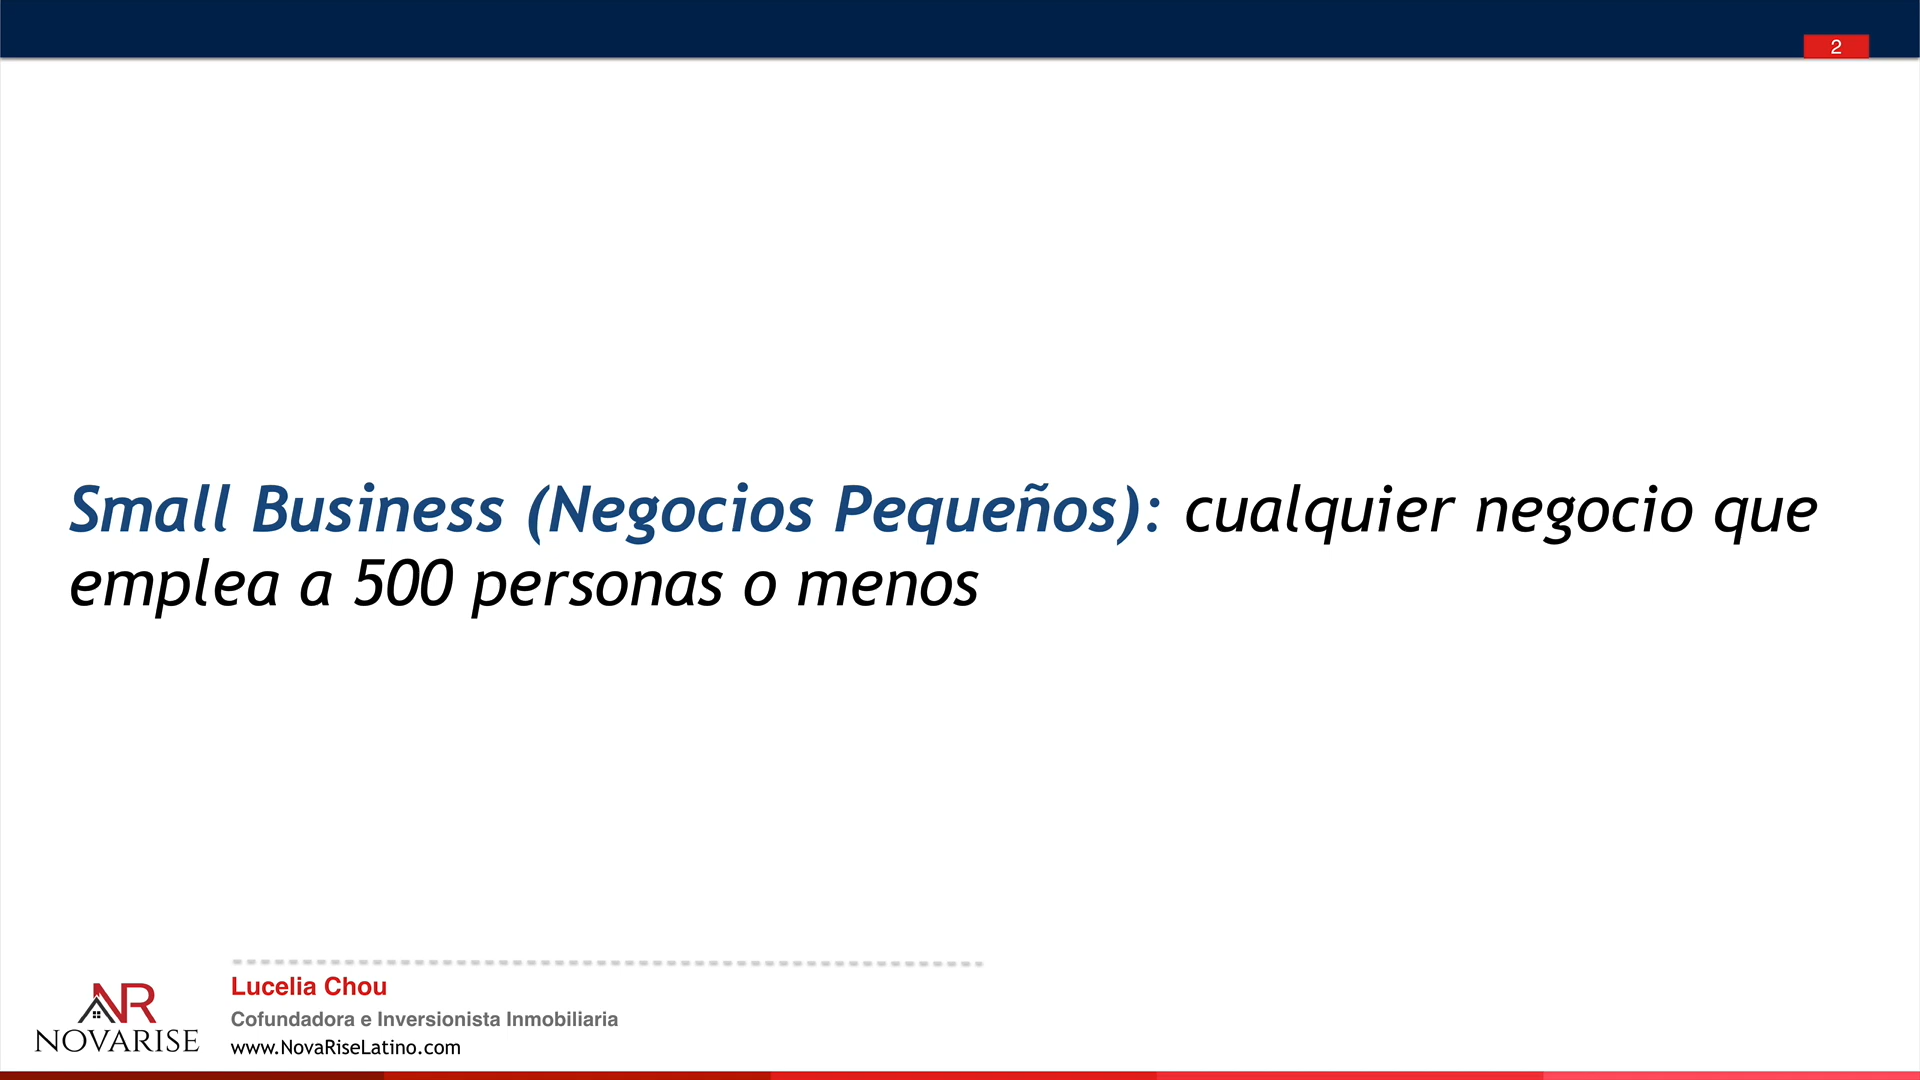 2
Small Business (Negocios Pequeños): cualquier negocio que
emplea a 500 personas o menos
NR
NOVARISE
Lucelia Chou
Cofundadora e Inversionista Inmobiliaria
www.NovaRiseLatino.com